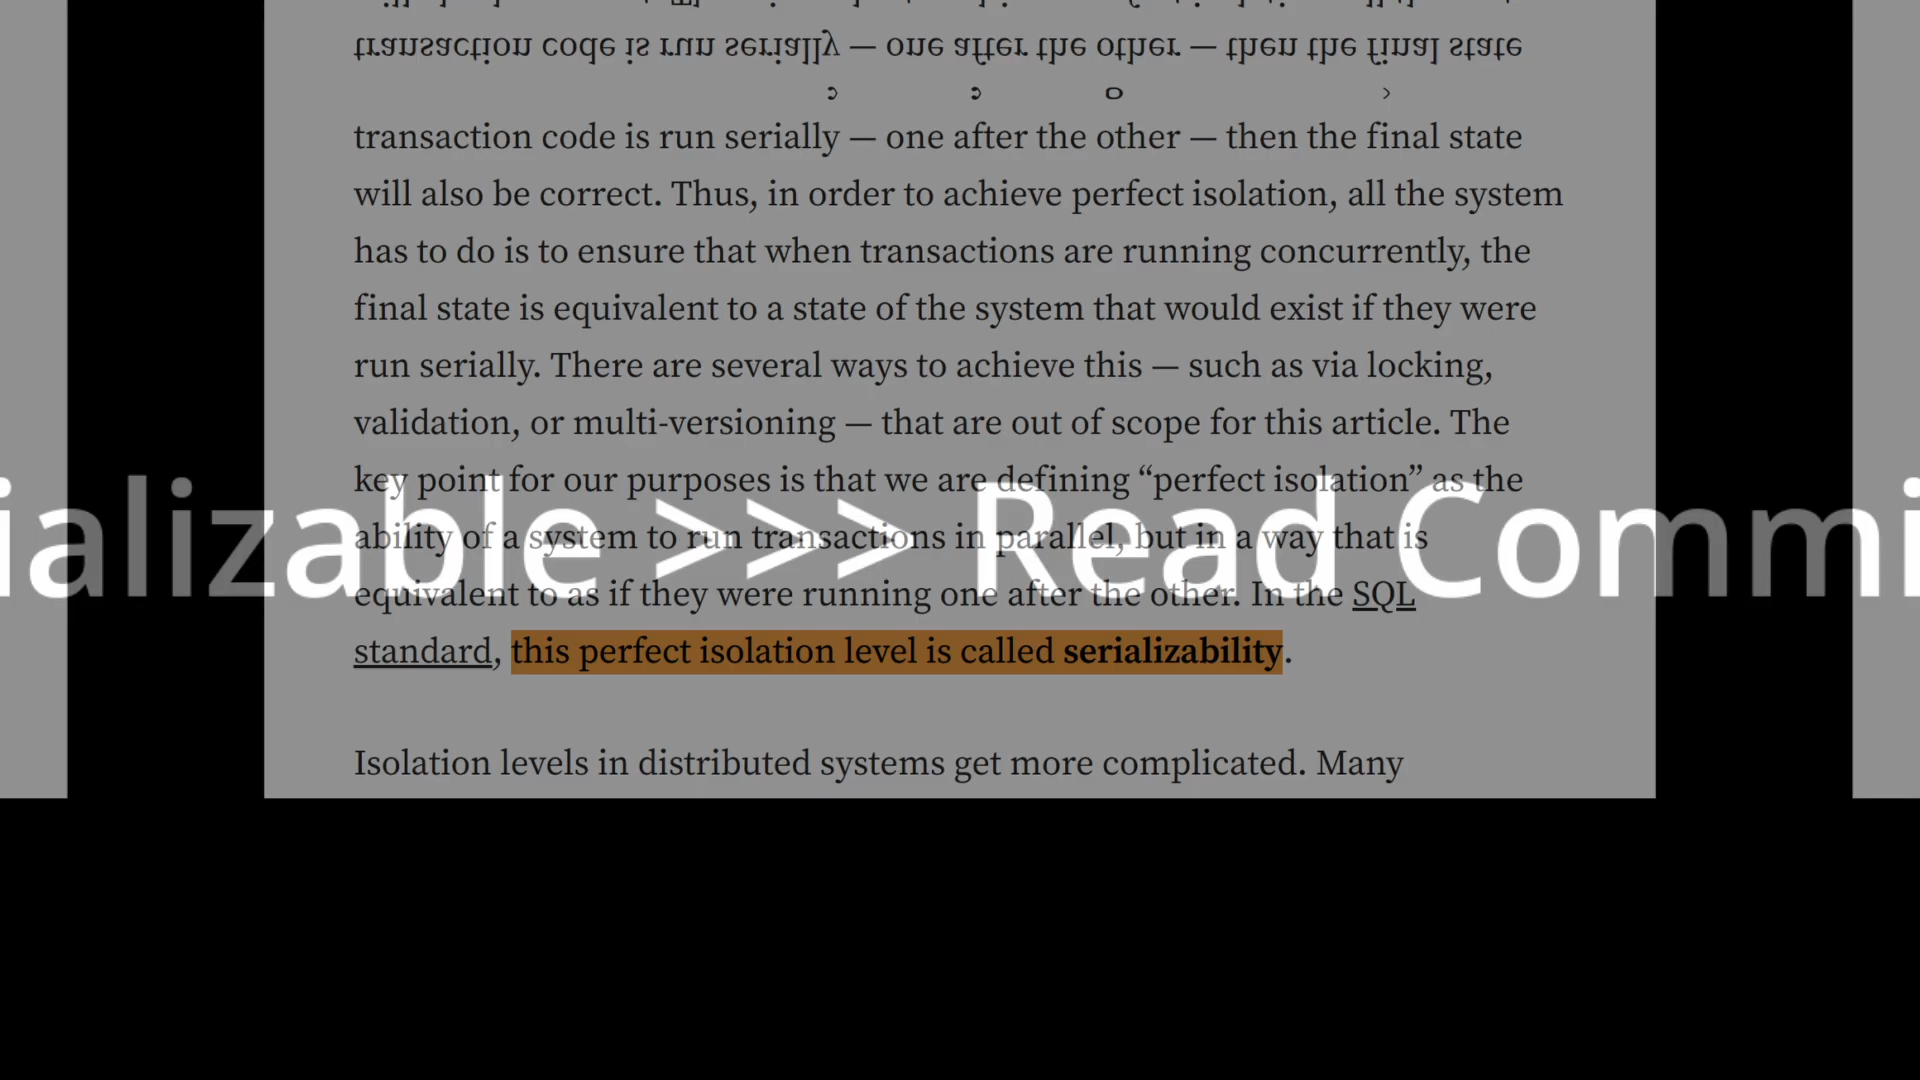 transaction code is run serially — one after the other — then the final state
transaction code is run serially — one after the other — then the final state
will also be correct. Thus, in order to achieve perfect isolation, all the system
has to do is to ensure that when transactions are running concurrently, the
final state is equivalent to a state of the system that would exist if they were
run serially. There are several ways to achieve this — such as via locking,
validation, or multi-versioning — that are out of scope for this article. The
key point for our purposes is that we are defining “perfect isolation” as the
ializable >>> Read Commi
ability of a system to run transactions in parallel, but in a way that is
equivalent to as if they were running one after the other. In the SQL
standard, this perfect isolation level is called serializability.
Isolation levels in distributed systems get more complicated. Many